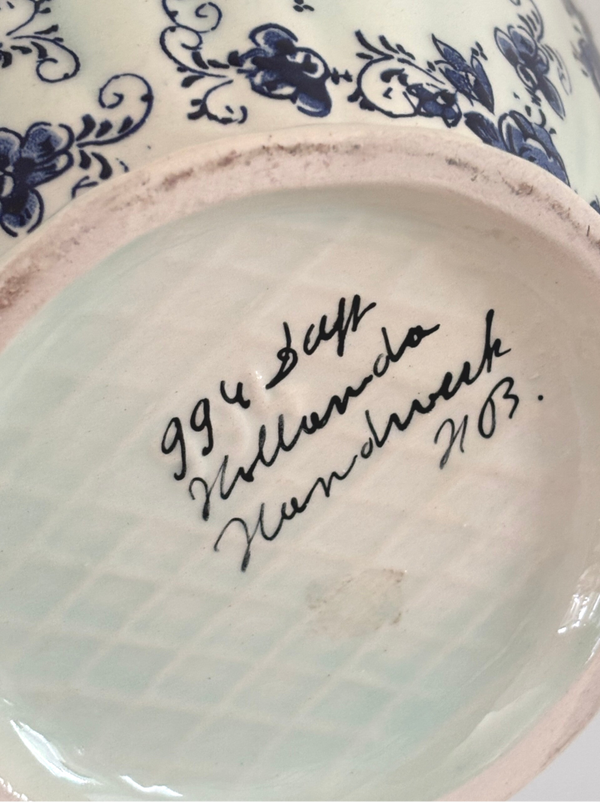 994 Delft
Hollanda
Handwerk
HB.